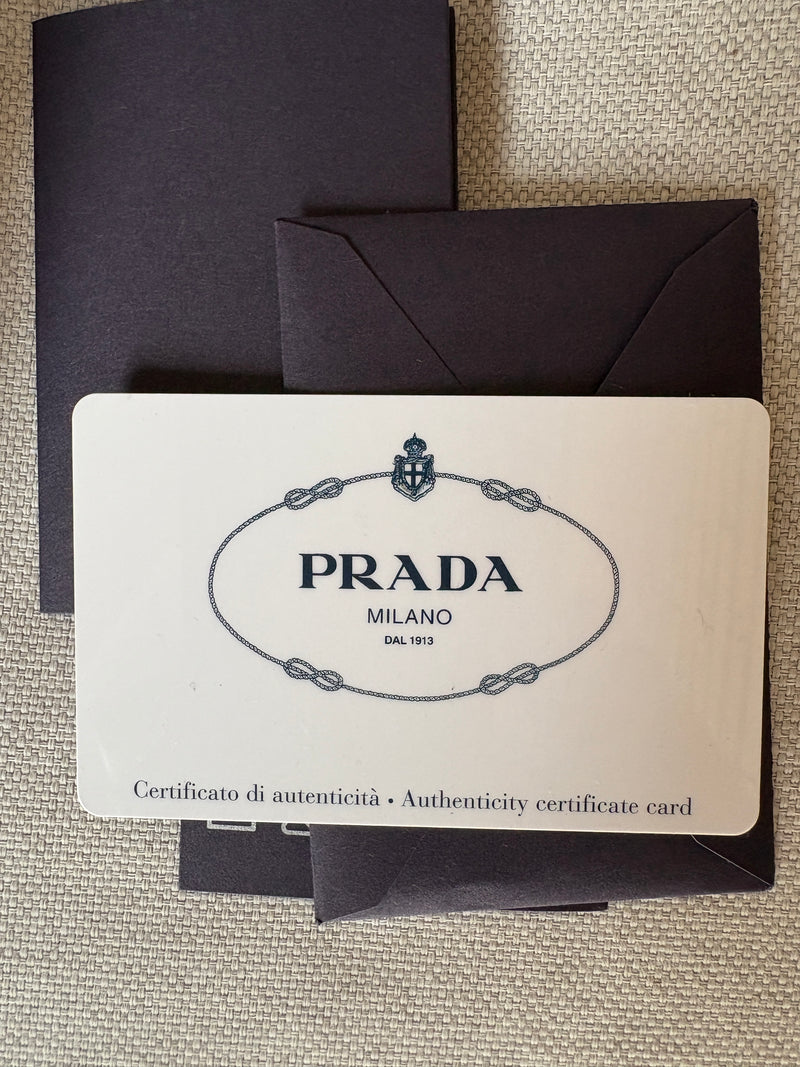 PRADA
MILANO
DAL 1913
Certificato di autenticità • Authenticity certificate card